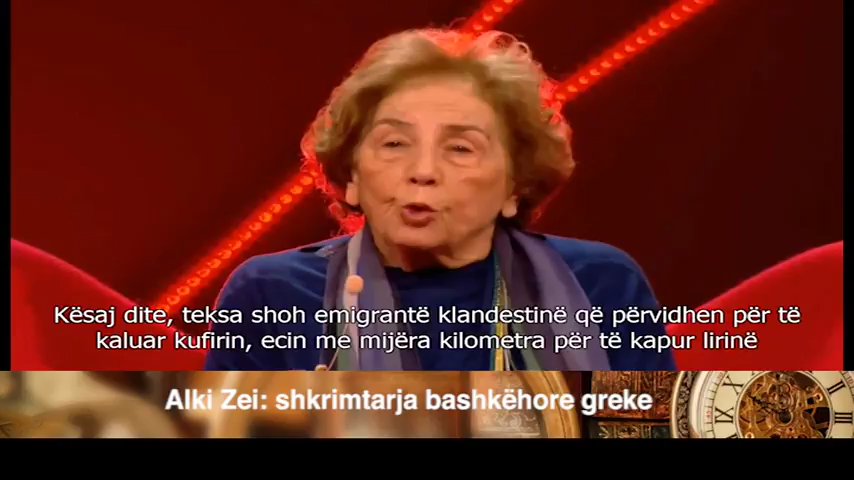 Kësaj dite, teksa shoh emigrantë klandestinë që përvidhen për të
kaluar kufirin, ecin me mijëra kilometra për të kapur lirinë
Alki Zei: shkrimtarja bashkëhore greke